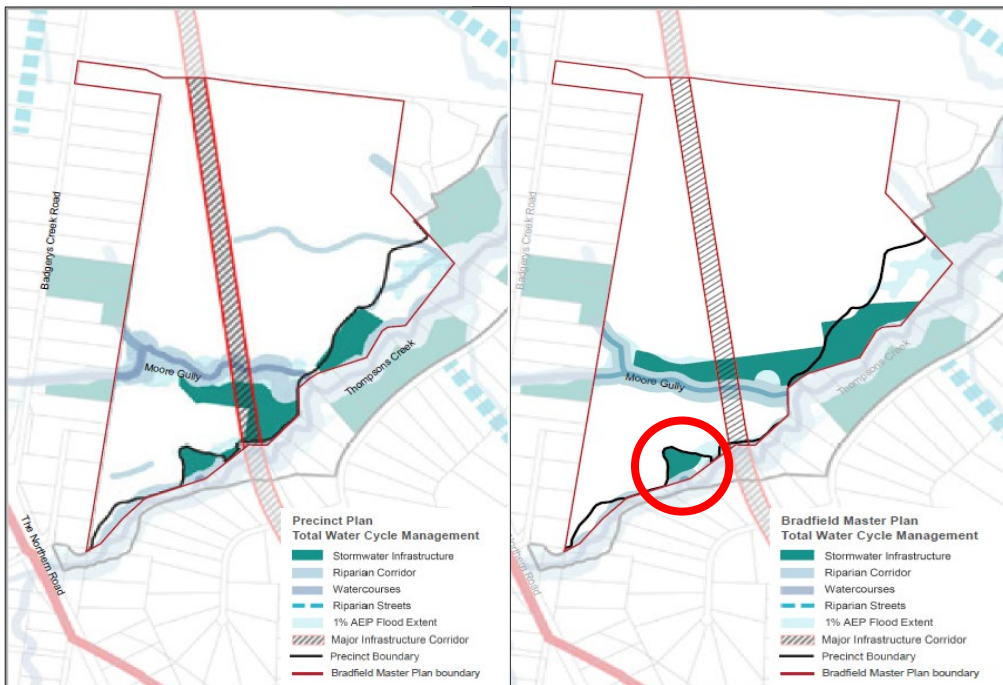 Badgerys Creek Road
Moore Gully
Thompsons Creek
The Northern Road
Precinct Plan
Total Water Cycle Management
Stormwater Infrastructure
Riparian Corridor
Watercourses
Riparian Streets
1% AEP Flood Extent
Major Infrastructure Corridor
Precinct Boundary
Bradfield Master Plan boundary
Badgerys Creek Road
Moore Gully
Thompsons Creek
Northern Road
Bradfield Master Plan
Total Water Cycle Management
Stormwater Infrastructure
Riparian Corridor
Watercourses
Riparian Streets
1% AEP Flood Extent
Major Infrastructure Corridor
Precinct Boundary
Bradfield Master Plan boundary